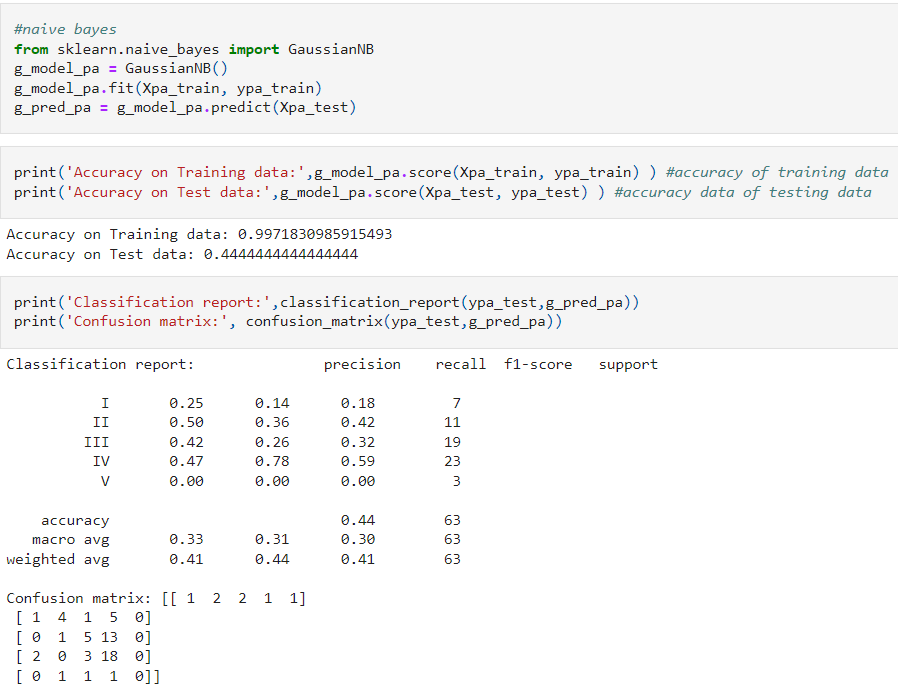 #naive bayes
from sklearn.naive_bayes import GaussianNB
g_model_pa = GaussianNB()
g_model_pa.fit(Xpa_train, ypa_train)
g_pred_pa = g_model_pa.predict(Xpa_test)
print('Accuracy on Training data:',g_model_pa.score(Xpa_train, ypa_train) ) #accuracy of training data
print('Accuracy on Test data:',g_model_pa.score(Xpa_test, ypa_test) ) #accuracy data of testing data
Accuracy on Training data: 0.9971830985915493
Accuracy on Test data: 0.4444444444444444
print('Classification report:',classification_report(ypa_test,g_pred_pa))
print('Confusion matrix:', confusion_matrix(ypa_test,g_pred_pa))
Classification report:               precision    recall  f1-score   support
           I       0.25      0.14      0.18         7
          II       0.50      0.36      0.42        11
         III       0.42      0.26      0.32        19
          IV       0.47      0.78      0.59        23
           V       0.00      0.00      0.00         3
    accuracy                           0.44        63
   macro avg       0.33      0.31      0.30        63
weighted avg       0.41      0.44      0.41        63
Confusion matrix: [[ 1  2  2  1  1]
 [ 1  4  1  5  0]
 [ 0  1  5 13  0]
 [ 2  0  3 18  0]
 [ 0  1  1  1  0]]